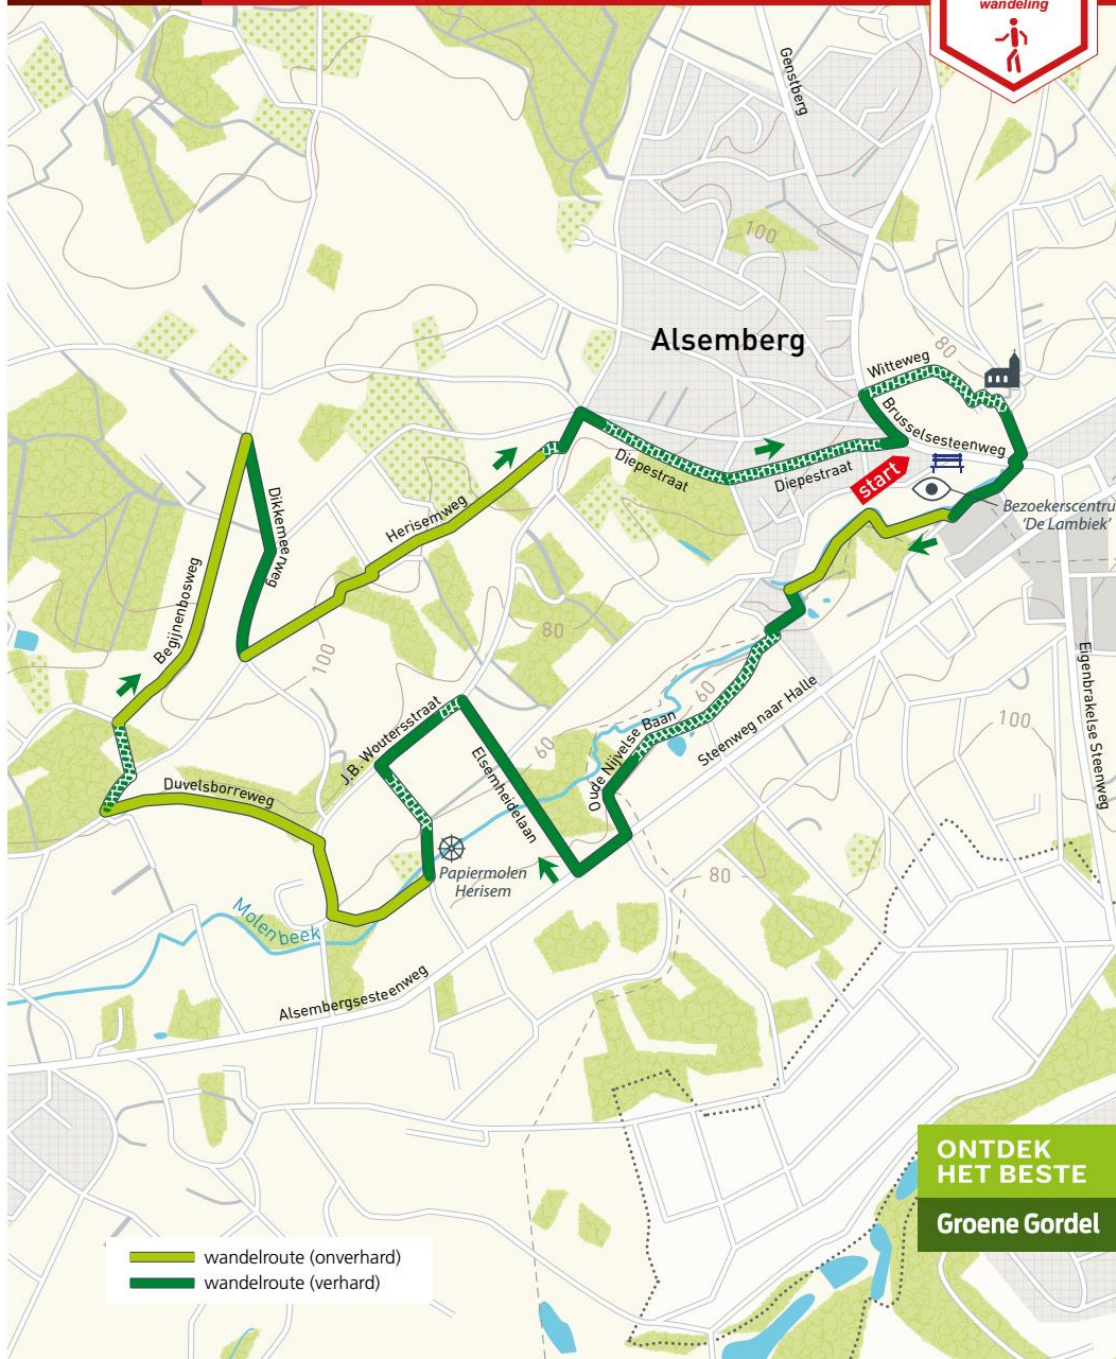 wandeling
Genstberg
100
Alsemberg
80
Witteweg
Brusselsesteenweg
Diepestraat
Diepestraat
start
Bezoekerscentru
'De Lambiek'
Dikkemeerweg
Herisemweg
Begijnenbosweg
100
80
60
60
Eigenbrakelse Steenweg
100
J.B. Woutersstraat
Elsemheidelaan
Oude Nijvelse Baan
Steenweg naar Halle
Duvelsborreweg
Papiermolen
Herisem
80
Molenbeek
Alsembergsesteenweg
ONTDEK
HET BESTE
Groene Gordel
wandelroute (onverhard)
wandelroute (verhard)